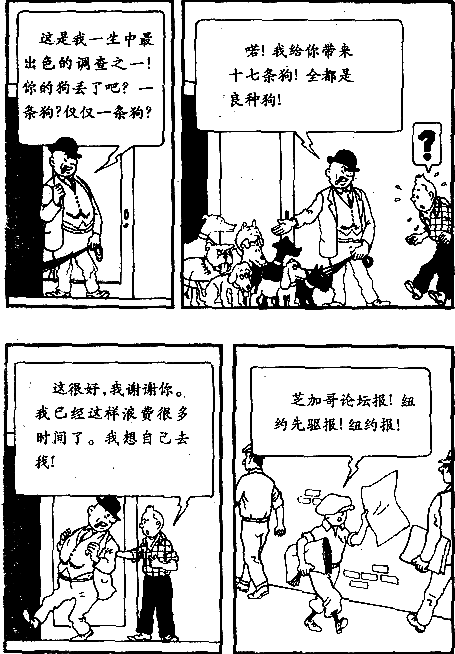 这是我一生中最
出色的调查之一!
你的狗丢了吧? 一
条狗?仅仅一条狗?
喏! 我给你带来
十七条狗! 全都是
良种狗!
?
这很好,我谢谢你。
我已经这样浪费很多
时间了。我想自己去
找!
芝加哥论坛报! 纽
约先驱报! 纽约报!